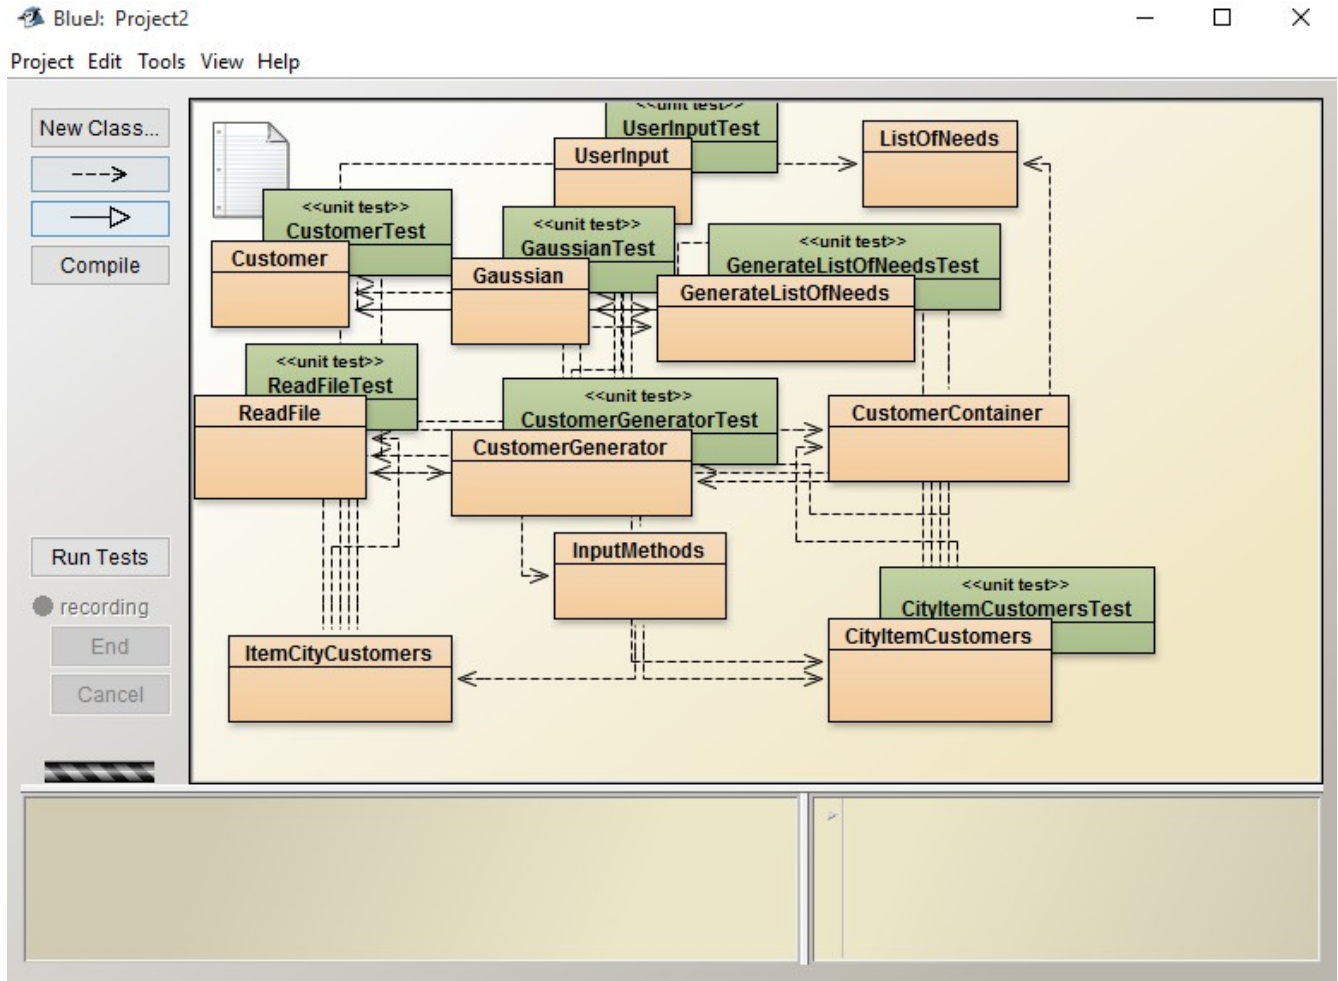 BlueJ: Project2
Project Edit Tools View Help
New Class...
Compile
Run Tests
recording
End
Cancel
<<unit test>>
UserInputTest
UserInput
ListOfNeeds
<<unit test>>
CustomerTest
Customer
<<unit test>>
GaussianTest
Gaussian
<<unit test>>
GenerateListOfNeedsTest
GenerateListOfNeeds
<<unit test>>
ReadFileTest
ReadFile
<<unit test>>
CustomerGeneratorTest
CustomerGenerator
CustomerContainer
InputMethods
<<unit test>>
CityItemCustomersTest
CityItemCustomers
ItemCityCustomers